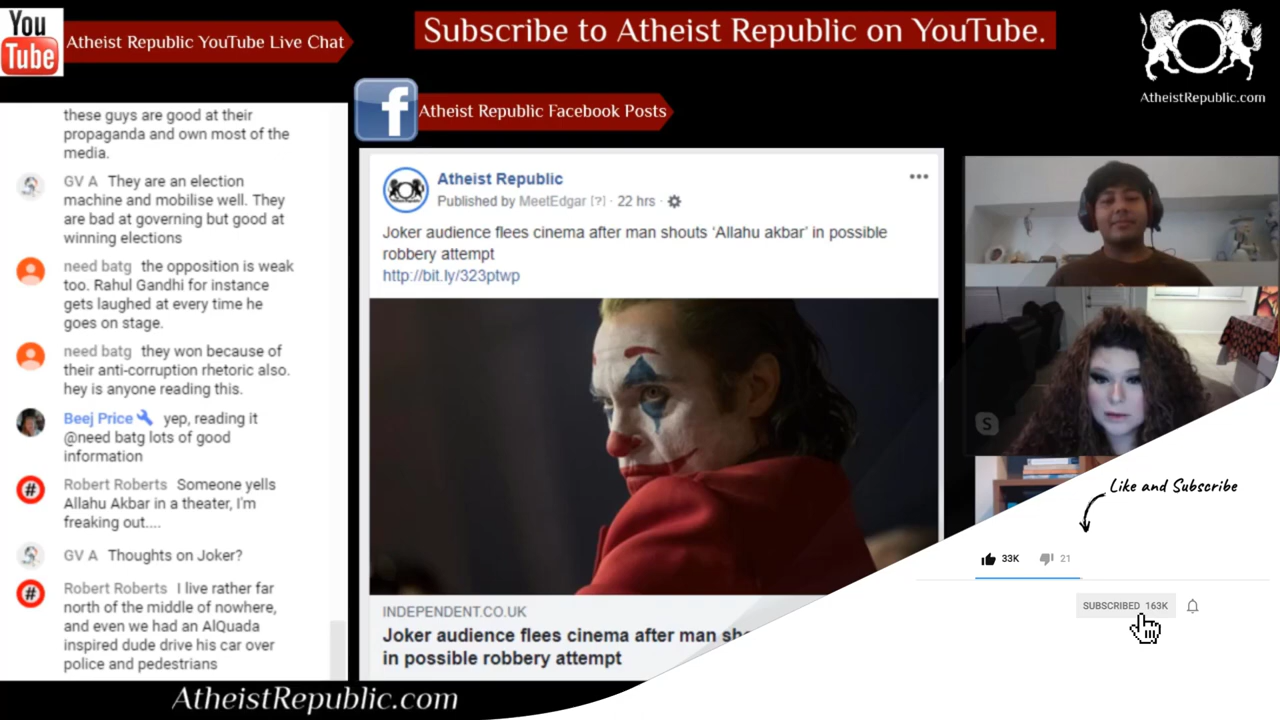 You
Tube
Atheist Republic YouTube Live Chat
Subscribe to Atheist Republic on YouTube.
AtheistRepublic.com
Atheist Republic Facebook Posts
these guys are good at their
propaganda and own most of the
media.
GV A They are an election
machine and mobilise well. They
are bad at governing but good at
winning elections
need batg the opposition is weak
too. Rahul Gandhi for instance
gets laughed at every time he
goes on stage.
need batg they won because of
their anti-corruption rhetoric also.
hey is anyone reading this.
Beej Price yep, reading it
@need batg lots of good
information
# Robert Roberts Someone yells
Allahu Akbar in a theater, I'm
freaking out....
GV A Thoughts on Joker?
# Robert Roberts I live rather far
north of the middle of nowhere,
and even we had an AlQuada
inspired dude drive his car over
police and pedestrians
f
Atheist Republic
Published by MeetEdgar [?] · 22 hrs ·
Joker audience flees cinema after man shouts ‘Allahu akbar’ in possible
robbery attempt
http://bit.ly/323ptwp
INDEPENDENT.CO.UK
Joker audience flees cinema after man sh
in possible robbery attempt
S
Like and Subscribe
33K 21
SUBSCRIBED 163K
AtheistRepublic.com